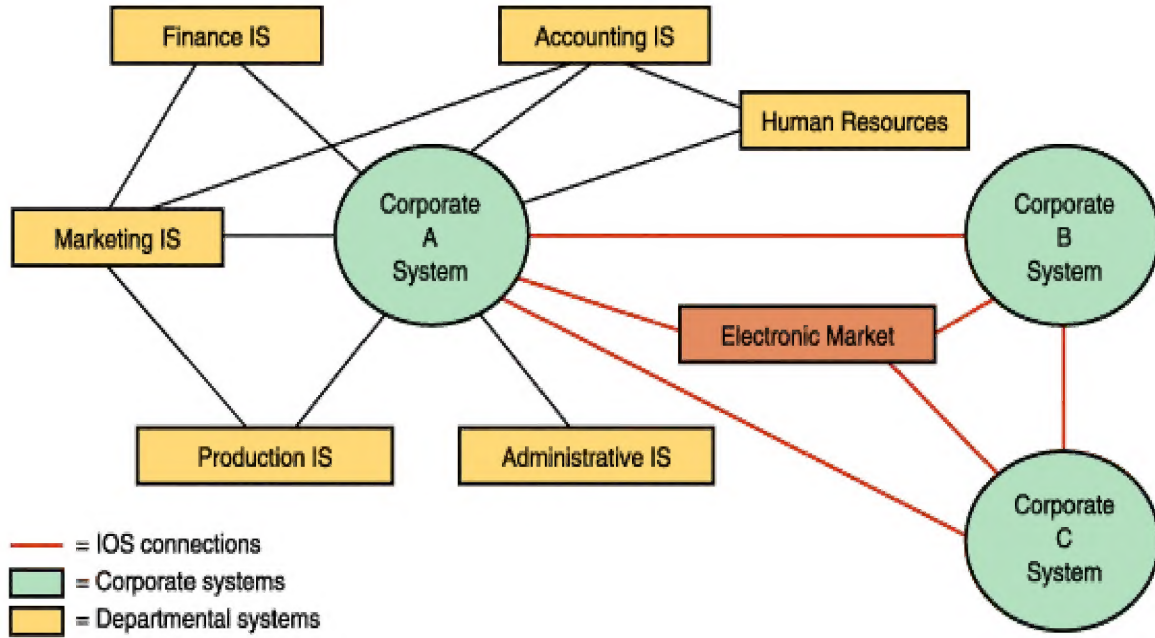 Finance IS
Accounting IS
Human Resources
Corporate
A
System
Corporate
B
System
Marketing IS
Electronic Market
Production IS
Administrative IS
Corporate
C
System
= IOS connections
= Corporate systems
= Departmental systems